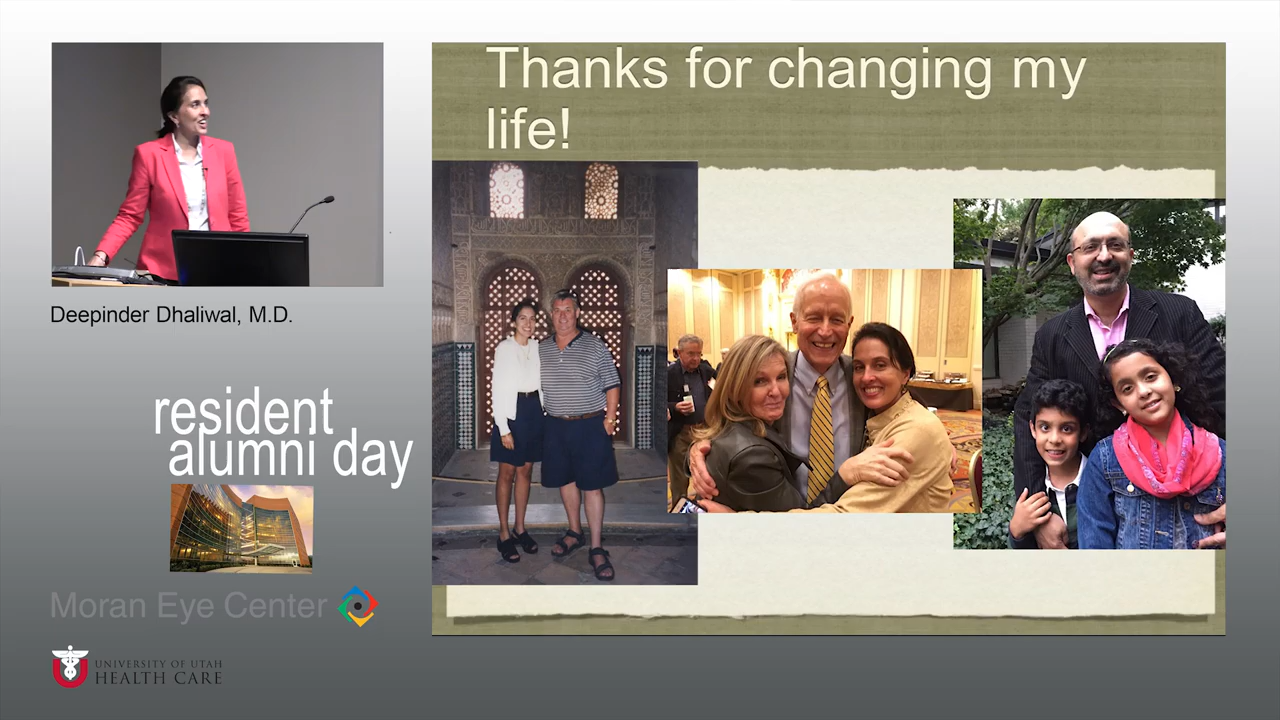 Thanks for changing my
life!
Deepinder Dhaliwal, M.D.
resident
alumni day
Moran Eye Center
UNIVERSITY OF UTAH
HEALTH CARE